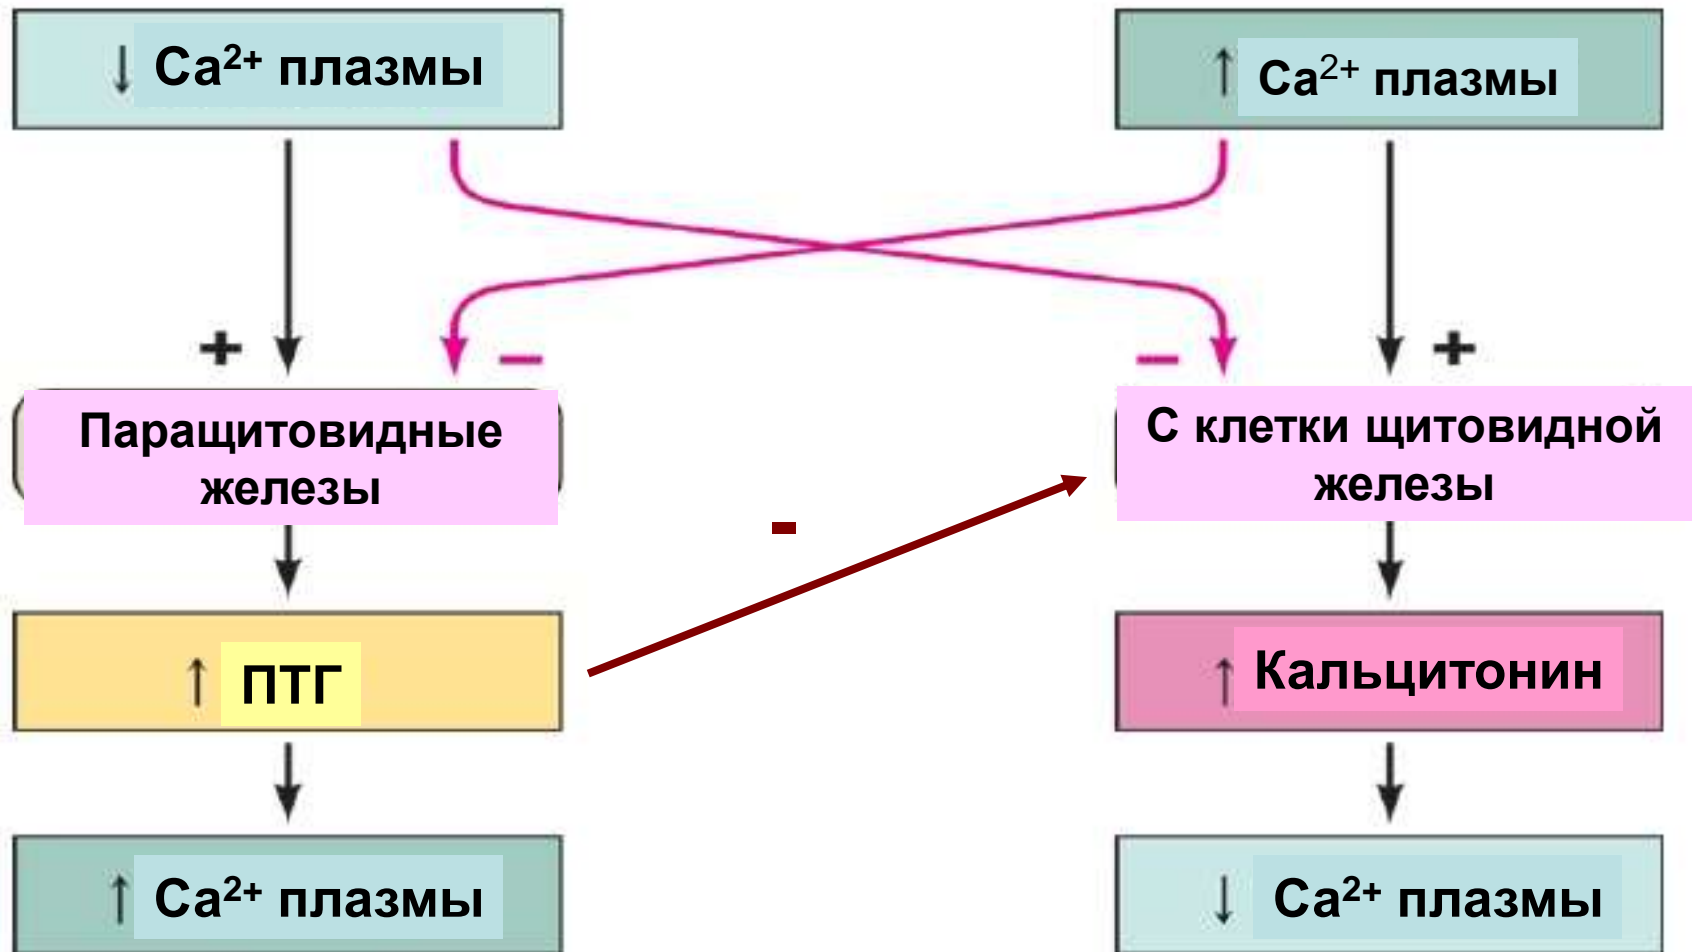 ↓ Ca²⁺ плазмы
↑ Ca²⁺ плазмы
+
–
–
+
Паращитовидные
железы
С клетки щитовидной
железы
-
↑ ПТГ
↑ Кальцитонин
↑ Ca²⁺ плазмы
↓ Ca²⁺ плазмы